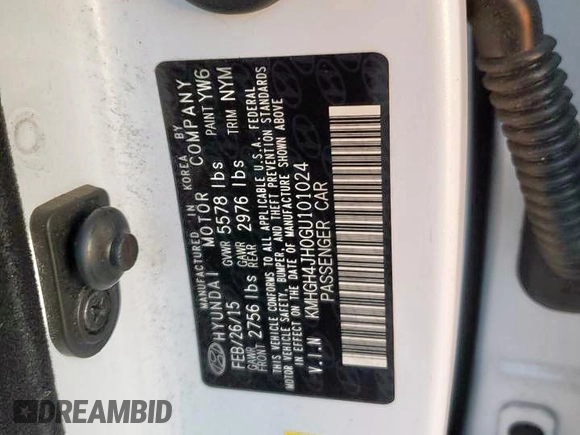 MANUFACTURED IN KOREA BY
HYUNDAI MOTOR COMPANY
FEB/26/15 GVWR 5578 lbs PAINT YW6
GAWR FRONT 2756 lbs GAWR REAR 2976 lbs TRIM NYM
THIS VEHICLE CONFORMS TO ALL APPLICABLE U.S.A. FEDERAL
MOTOR VEHICLE SAFETY, BUMPER, AND THEFT PREVENTION STANDARDS
IN EFFECT ON THE DATE OF MANUFACTURE SHOWN ABOVE
KMHGH4JH0GU101024
V.I.N PASSENGER CAR
DREAMBID